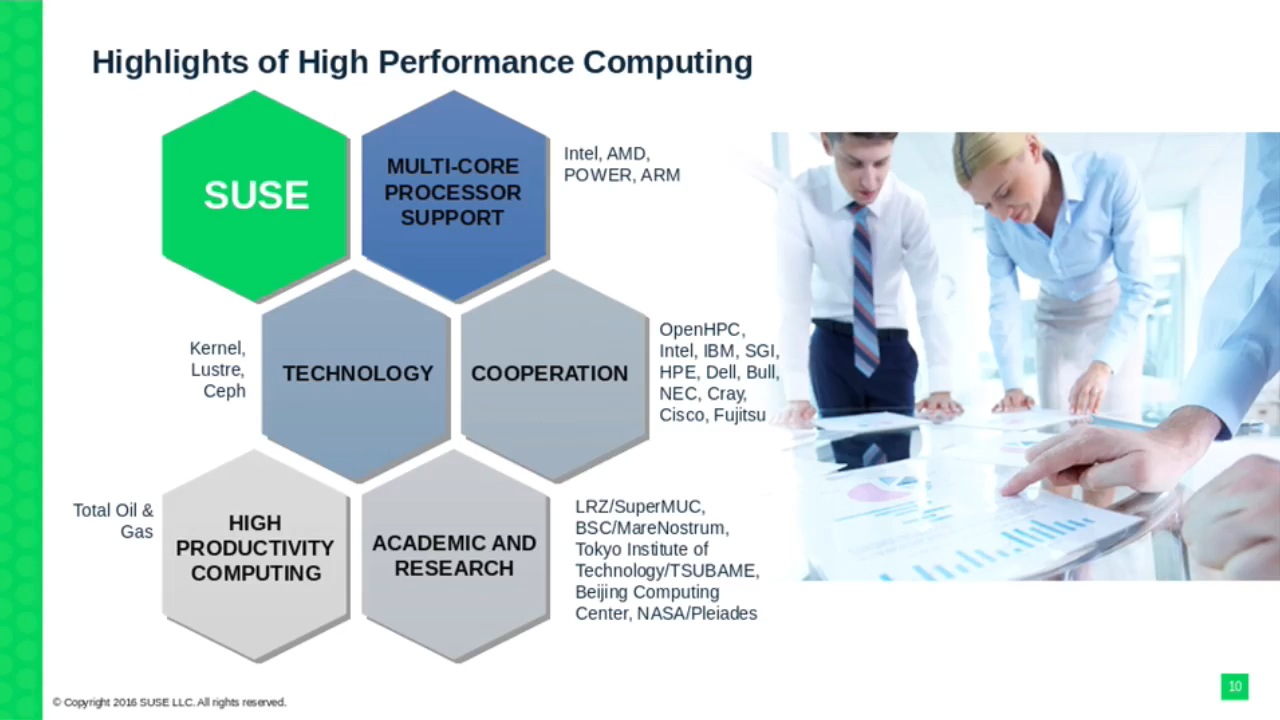 Highlights of High Performance Computing
SUSE
MULTI-CORE
PROCESSOR
SUPPORT
Intel, AMD,
POWER, ARM
Kernel,
Lustre,
Ceph
TECHNOLOGY
COOPERATION
OpenHPC,
Intel, IBM, SGI,
HPE, Dell, Bull,
NEC, Cray,
Cisco, Fujitsu
Total Oil &
Gas
HIGH
PRODUCTIVITY
COMPUTING
ACADEMIC AND
RESEARCH
LRZ/SuperMUC,
BSC/MareNostrum,
Tokyo Institute of
Technology/TSUBAME,
Beijing Computing
Center, NASA/Pleiades
© Copyright 2016 SUSE LLC. All rights reserved.
10